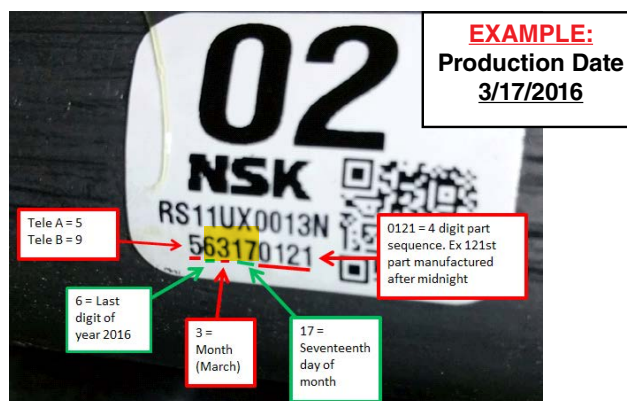 EXAMPLE:
Production Date
3/17/2016
02
NSK
RS11UX0013N
563170121
Tele A = 5
Tele B = 9
0121 = 4 digit part
sequence. Ex 121st
part manufactured
after midnight
6 = Last
digit of
year 2016
3 =
Month
(March)
17 =
Seventeenth
day of
month